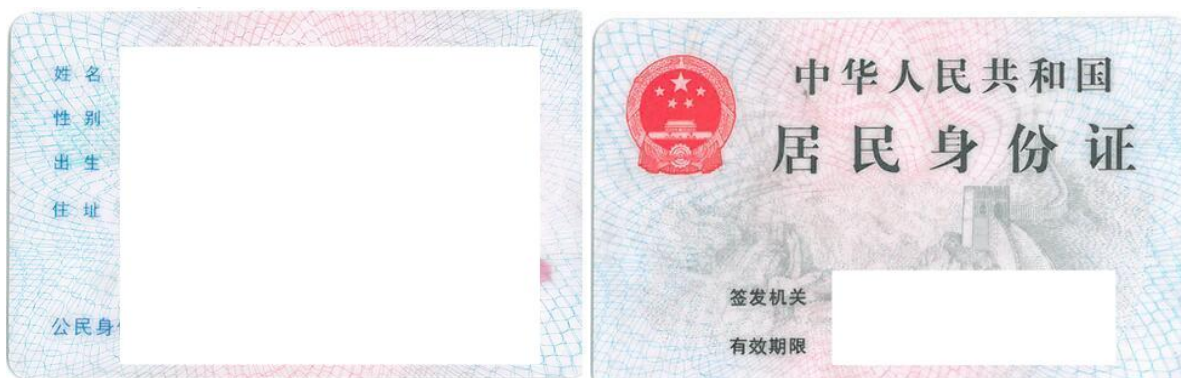 姓名
性别
出生
住址
公民身
中华人民共和国
居民身份证
签发机关
有效期限